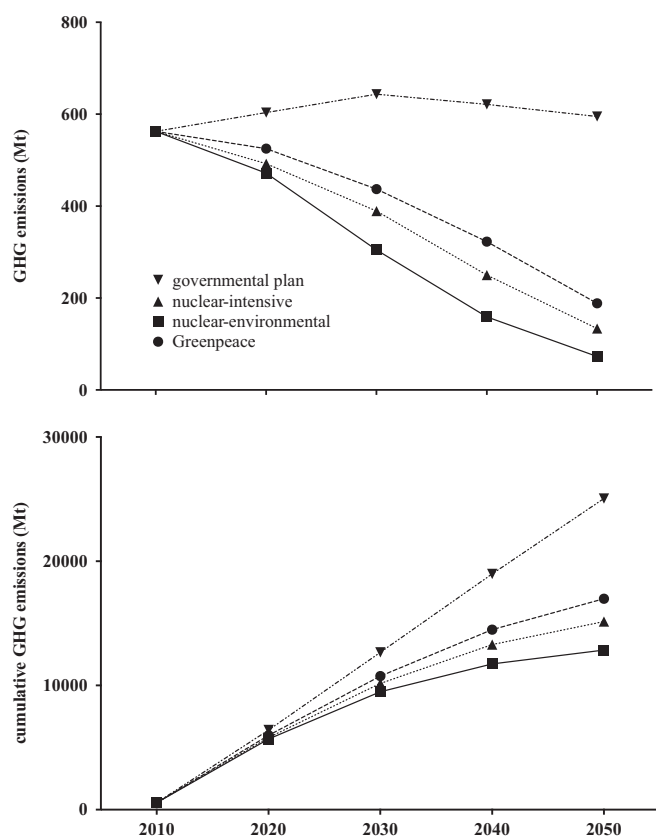 800
600
400
200
0
GHG emissions (Mt)
governmental plan
nuclear-intensive
nuclear-environmental
Greenpeace
30000
20000
10000
0
cumulative GHG emissions (Mt)
2010 2020 2030 2040 2050